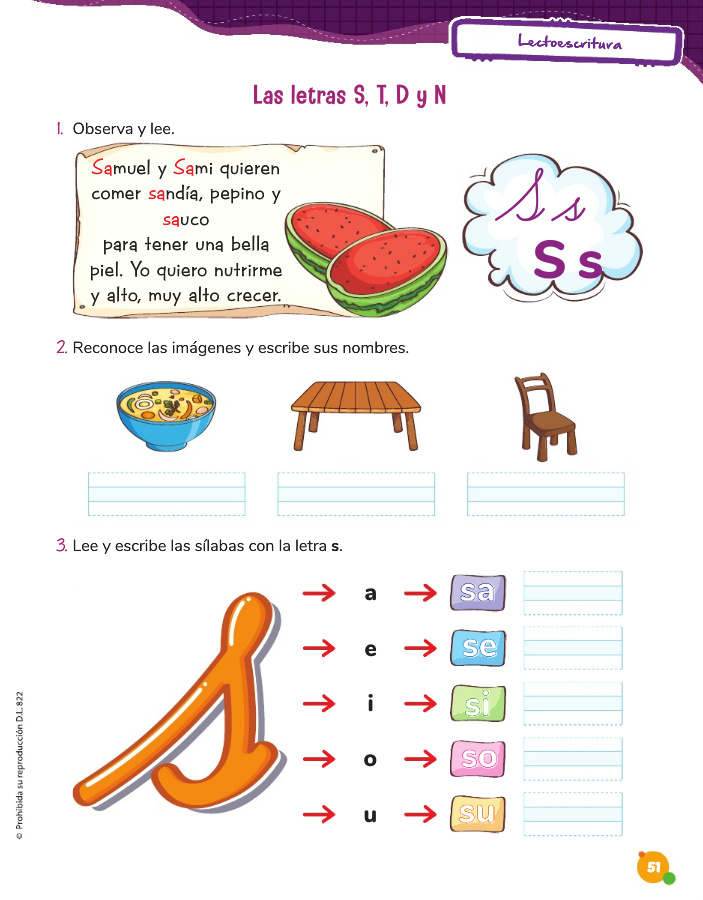 Lectoescritura
Las letras S, T, D y N
1. Observa y lee.
Samuel y Sami quieren
comer sandía, pepino y
sauco
para tener una bella
piel. Yo quiero nutrirme
y alto, muy alto crecer.
S s
S s
2. Reconoce las imágenes y escribe sus nombres.
3. Lee y escribe las sílabas con la letra s.
s
a sa
e se
i si
o so
u su
© Prohibida su reproducción D.L. 822
51